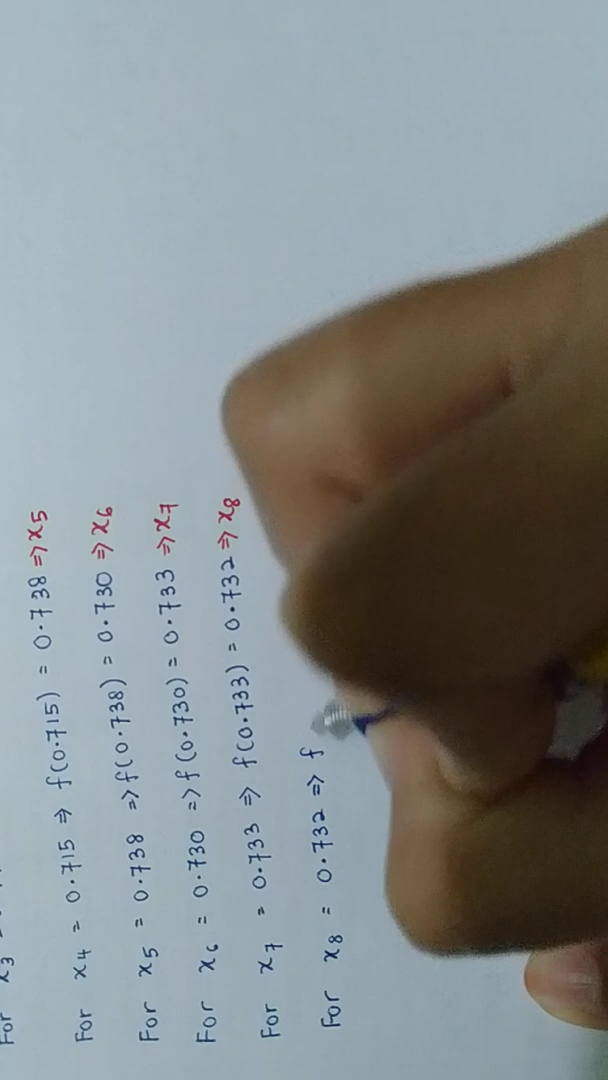 For x3
For x4 = 0.715 ⇒ f(0.715) = 0.738 ⇒ x5
For x5 = 0.738 ⇒ f(0.738) = 0.730 ⇒ x6
For x6 = 0.730 ⇒ f(0.730) = 0.733 ⇒ x7
For x7 = 0.733 ⇒ f(0.733) = 0.732 ⇒ x8
For x8 = 0.732 ⇒ f